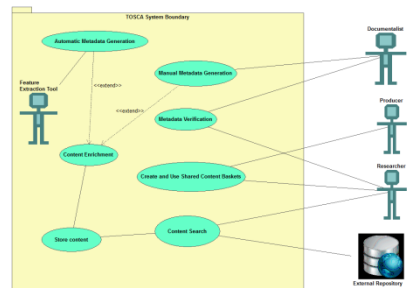 TOSCA System Boundary
Automatic Metadata Generation
Documentalist
Manual Metadata Generation
Feature
Extraction Tool
<<extend>>
<<extend>>
Metadata Verification
Producer
Content Enrichment
Create and Use Shared Content Baskets
Researcher
Store content
Content Search
External Repository